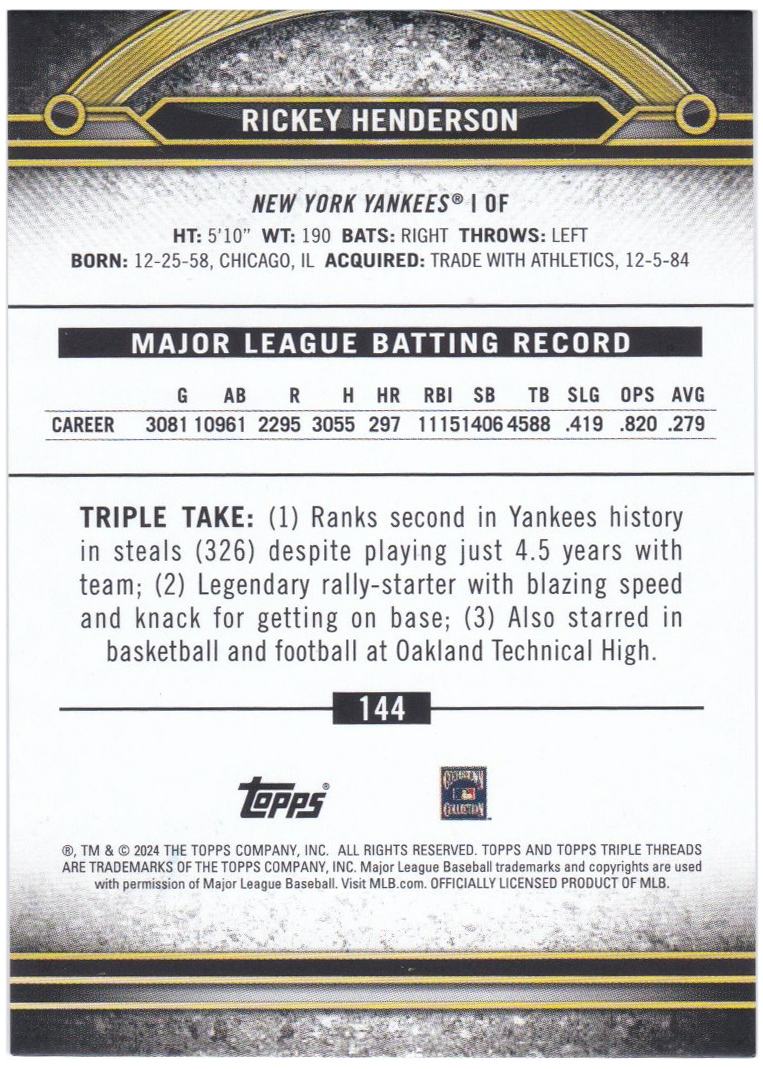 RICKEY HENDERSON
NEW YORK YANKEES® | OF
HT: 5'10" WT: 190 BATS: RIGHT THROWS: LEFT
BORN: 12-25-58, CHICAGO, IL ACQUIRED: TRADE WITH ATHLETICS, 12-5-84
MAJOR LEAGUE BATTING RECORD
G AB R H HR RBI SB TB SLG OPS AVG
CAREER 3081 10961 2295 3055 297 1115 1406 4588 .419 .820 .279
TRIPLE TAKE: (1) Ranks second in Yankees history
in steals (326) despite playing just 4.5 years with
team; (2) Legendary rally-starter with blazing speed
and knack for getting on base; (3) Also starred in
basketball and football at Oakland Technical High.
144
Topps®
COOPERSTOWN
COLLECTION
®, TM & © 2024 THE TOPPS COMPANY, INC. ALL RIGHTS RESERVED. TOPPS AND TOPPS TRIPLE THREADS
ARE TRADEMARKS OF THE TOPPS COMPANY, INC. Major League Baseball trademarks and copyrights are used
with permission of Major League Baseball. Visit MLB.com. OFFICIALLY LICENSED PRODUCT OF MLB.